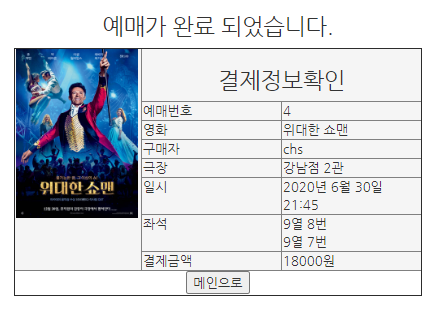 예매가 완료 되었습니다.
결제정보확인
예매번호 4
영화 위대한 쇼맨
구매자 chs
극장 강남점 2관
일시 2020년 6월 30일
21:45
좌석 9열 8번
9열 7번
결제금액 18000원
위대한 쇼맨
메인으로